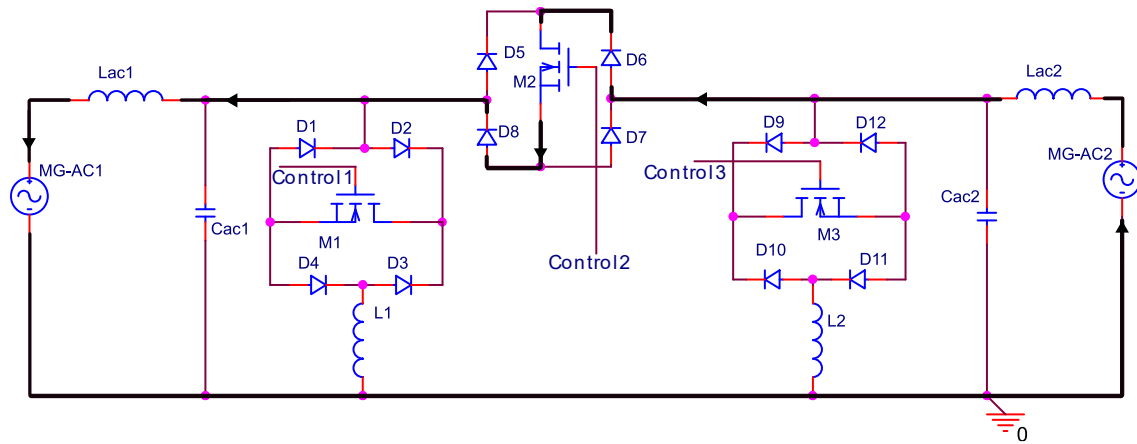 D5
M2
D6
Lac1
Lac2
D8
D7
D1
D2
D9
D12
MG-AC1
Control1
Control3
MG-AC2
Cac1
M1
M3
Cac2
D4
D3
Control2
D10
D11
L1
L2
0